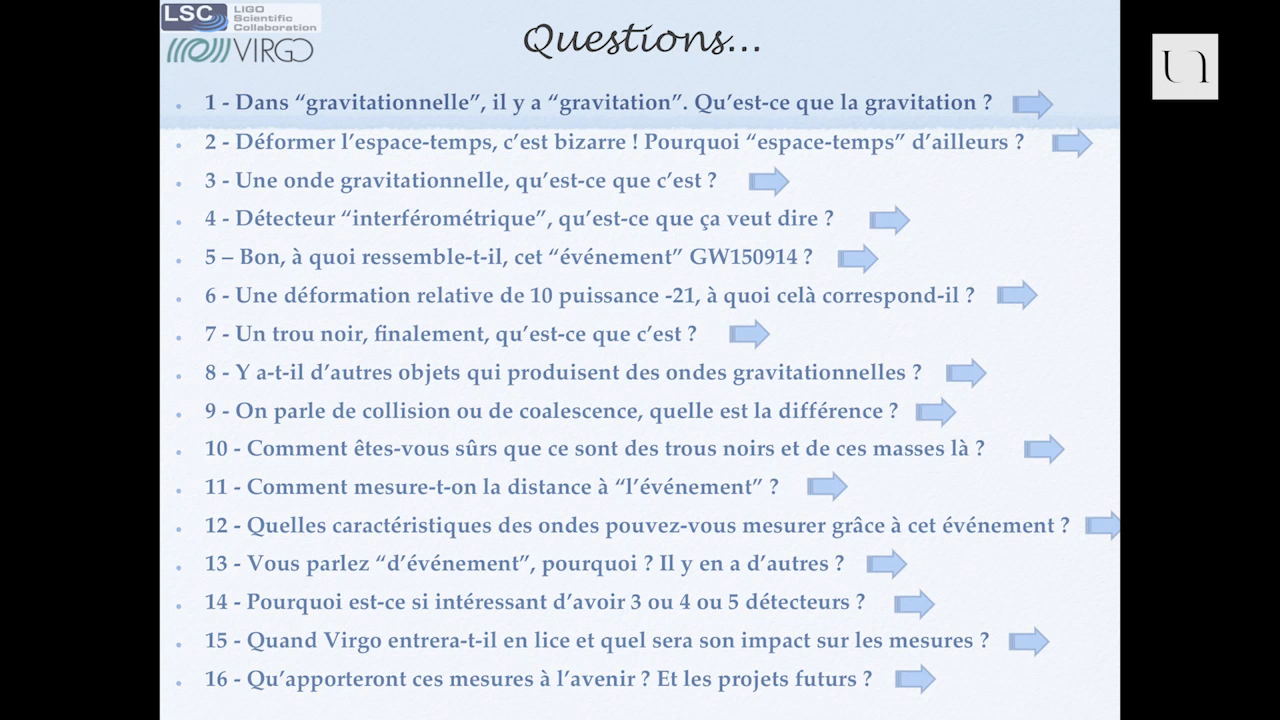 LSC LIGO
Scientific
Collaboration
VIRGO
Questions...
1 - Dans “gravitationnelle”, il y a “gravitation”. Qu’est-ce que la gravitation ?
2 - Déformer l’espace-temps, c’est bizarre ! Pourquoi “espace-temps” d’ailleurs ?
3 - Une onde gravitationnelle, qu’est-ce que c’est ?
4 - Détecteur “interférométrique”, qu’est-ce que ça veut dire ?
5 – Bon, à quoi ressemble-t-il, cet “événement” GW150914 ?
6 - Une déformation relative de 10 puissance -21, à quoi celà correspond-il ?
7 - Un trou noir, finalement, qu’est-ce que c’est ?
8 - Y a-t-il d’autres objets qui produisent des ondes gravitationnelles ?
9 - On parle de collision ou de coalescence, quelle est la différence ?
10 - Comment êtes-vous sûrs que ce sont des trous noirs et de ces masses là ?
11 - Comment mesure-t-on la distance à “l’événement” ?
12 - Quelles caractéristiques des ondes pouvez-vous mesurer grâce à cet événement ?
13 - Vous parlez “d’événement”, pourquoi ? Il y en a d’autres ?
14 - Pourquoi est-ce si intéressant d’avoir 3 ou 4 ou 5 détecteurs ?
15 - Quand Virgo entrera-t-il en lice et quel sera son impact sur les mesures ?
16 - Qu’apporteront ces mesures à l’avenir ? Et les projets futurs ?